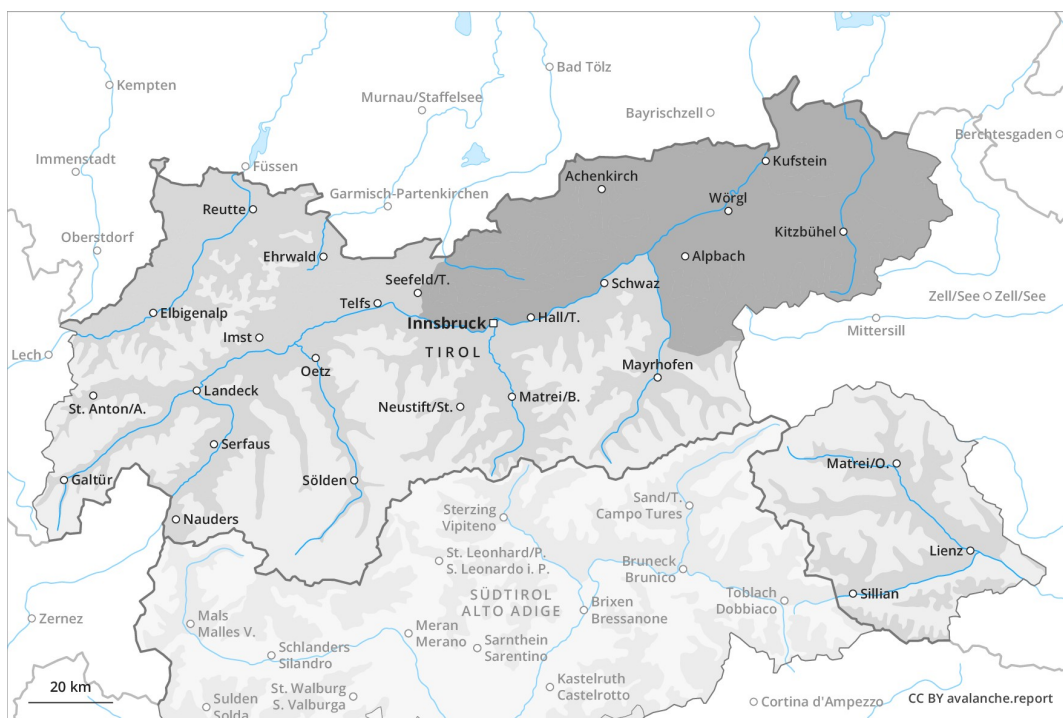 Kempten
Bad Tölz
Murnau/Staffelsee
Bayrischzell
Berchtesgaden
Immenstadt
Füssen
Kufstein
Garmisch-Partenkirchen
Achenkirch
Reutte
Wörgl
Oberstdorf
Kitzbühel
Ehrwald
Alpbach
Seefeld/T.
Schwaz
Zell/See
Zell/See
Telfs
Elbigenalp
Hall/T.
Innsbruck
Mittersill
Imst
TIROL
Lech
Oetz
Mayrhofen
Landeck
St. Anton/A.
Neustift/St.
Matrei/B.
Serfaus
Matrei/O.
Galtür
Sölden
Sand/T.
Campo Tures
Sterzing
Vipiteno
Nauders
Lienz
St. Leonhard/P.
S. Leonardo i. P.
Bruneck
Brunico
SÜDTIROL
ALTO ADIGE
Sillian
Toblach
Dobbiaco
Brixen
Bressanone
Zernez
Mals
Malles V.
Meran
Merano
Sarnthein
Sarentino
Schlanders
Silandro
Kastelruth
Castelrotto
20 km
St. Walburg
S. Valburga
Sulden
Solda
Cortina d'Ampezzo
CC BY avalanche.report